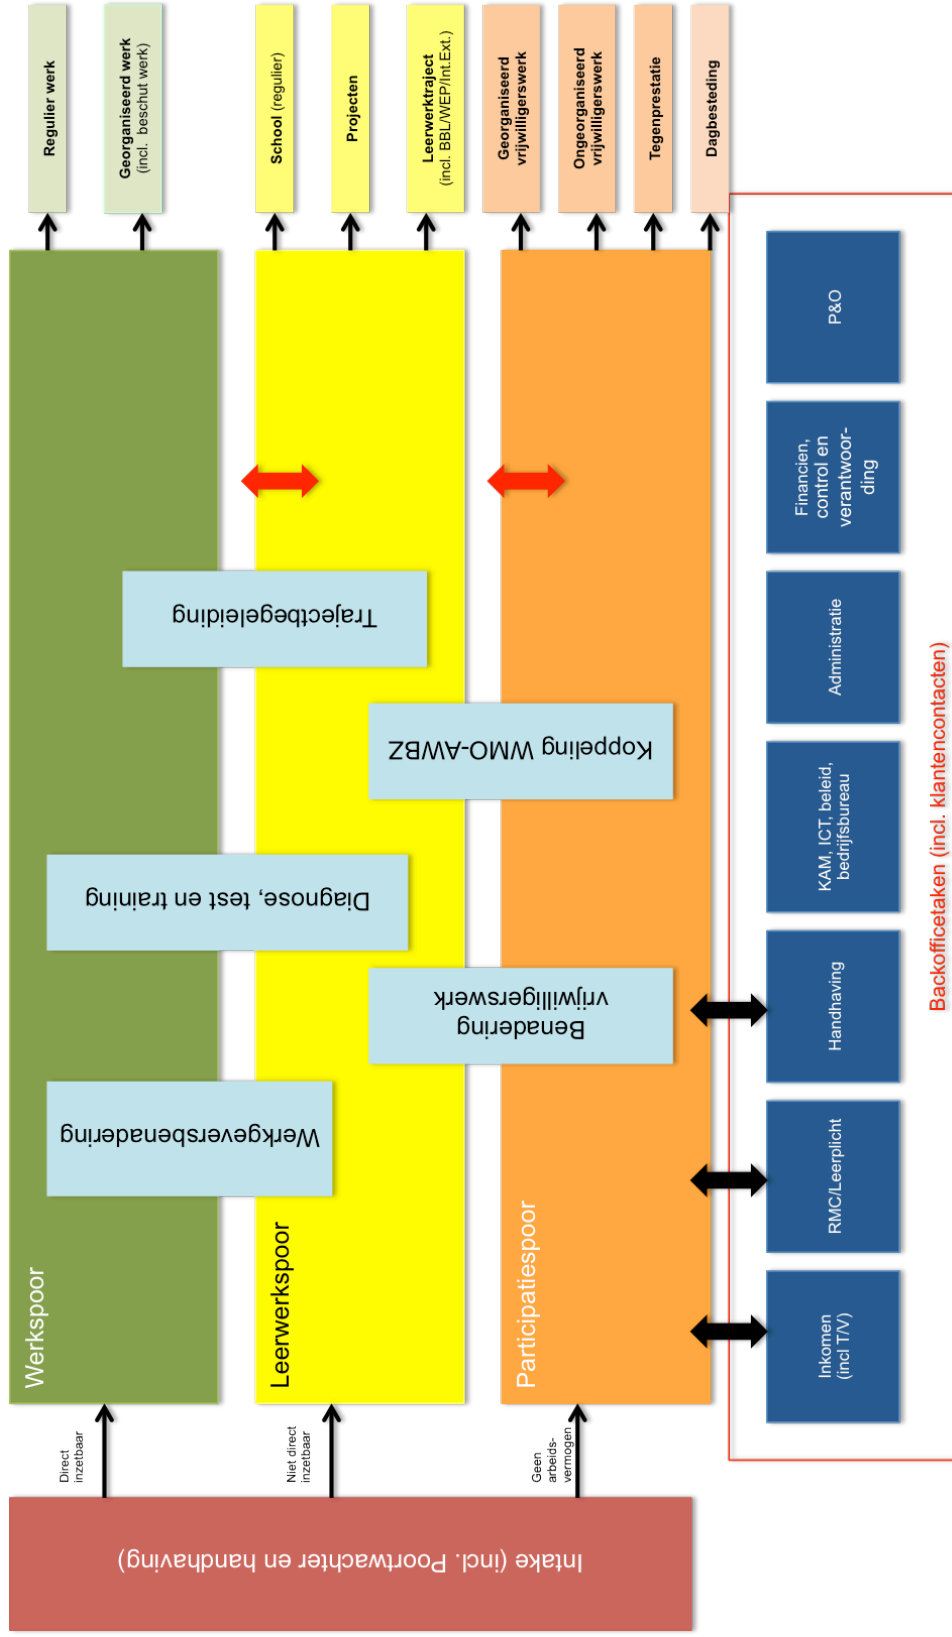 Intake (incl. Poortwachter en handhaving)
Direct
inzetbaar
Niet direct
inzetbaar
Geen
arbeids-
vermogen
Werkspoor
Leerwerkspoor
Participatiespoor
Werkgeversbenadering
Benadering
vrijwilligerswerk
Diagnose, test en training
Koppeling WMO-AWBZ
Trajectbegeleiding
Regulier werk
Georganiseerd werk
(incl. beschut werk)
School (regulier)
Projecten
Leerwerktraject
(incl. BBL/WEP/Int.Ext.)
Georganiseerd
vrijwilligerswerk
Ongeorganiseerd
vrijwilligerswerk
Tegenprestatie
Dagbesteding
Inkomen
(incl T/V)
RMC/Leerplicht
Handhaving
KAM, ICT, beleid,
bedrijfsbureau
Administratie
Financien,
control en
verantwoor-
ding
P&O
Backofficetaken (incl. klantencontacten)